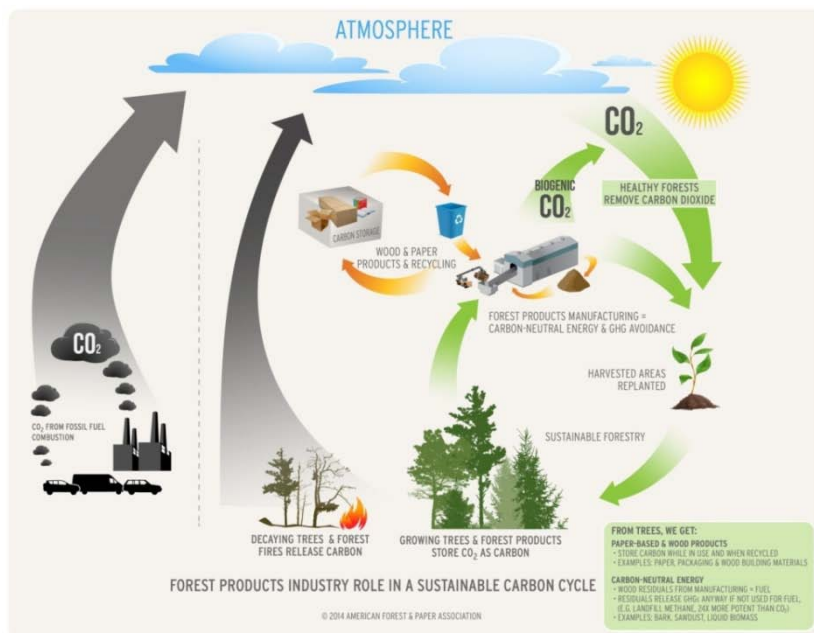 ATMOSPHERE
CO2
BIOGENIC
CO2
HEALTHY FORESTS
REMOVE CARBON DIOXIDE
CARBON STORAGE
WOOD & PAPER
PRODUCTS & RECYCLING
FOREST PRODUCTS MANUFACTURING =
CARBON-NEUTRAL ENERGY & GHG AVOIDANCE
CO2
CO2 FROM FOSSIL FUEL
COMBUSTION
HARVESTED AREAS
REPLANTED
SUSTAINABLE FORESTRY
DECAYING TREES & FOREST
FIRES RELEASE CARBON
GROWING TREES & FOREST PRODUCTS
STORE CO2 AS CARBON
FROM TREES, WE GET:
PAPER-BASED & WOOD PRODUCTS
• STORE CARBON WHILE IN USE AND WHEN RECYCLED
• EXAMPLES: PAPER, PACKAGING & WOOD BUILDING MATERIALS
CARBON-NEUTRAL ENERGY
• WOOD RESIDUALS FROM MANUFACTURING = FUEL
• RESIDUALS RELEASE GHGs ANYWAY IF NOT USED FOR FUEL,
(E.G. LANDFILL METHANE, 24X MORE POTENT THAN CO2)
• EXAMPLES: BARK, SAWDUST, LIQUID BIOMASS
FOREST PRODUCTS INDUSTRY ROLE IN A SUSTAINABLE CARBON CYCLE
© 2014 AMERICAN FOREST & PAPER ASSOCIATION